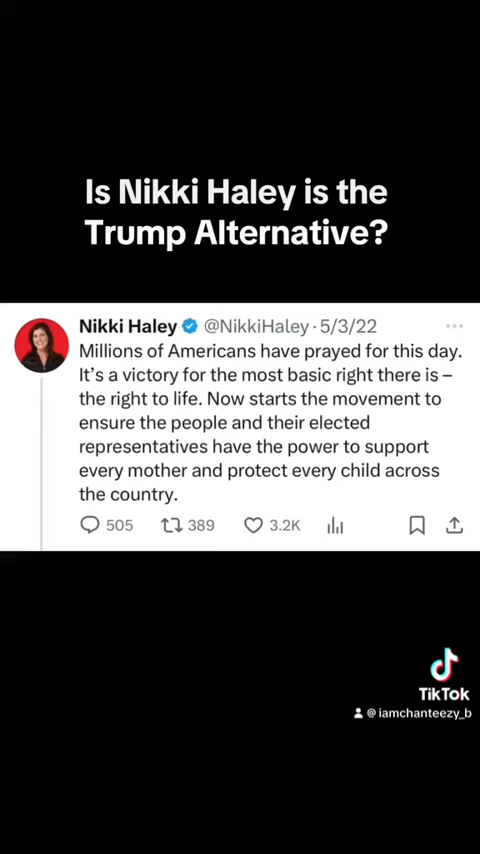 Is Nikki Haley is the
Trump Alternative?
Nikki Haley @NikkiHaley · 5/3/22
Millions of Americans have prayed for this day.
It's a victory for the most basic right there is –
the right to life. Now starts the movement to
ensure the people and their elected
representatives have the power to support
every mother and protect every child across
the country.
505 389 3.2K
TikTok
@iamchanteezy_b